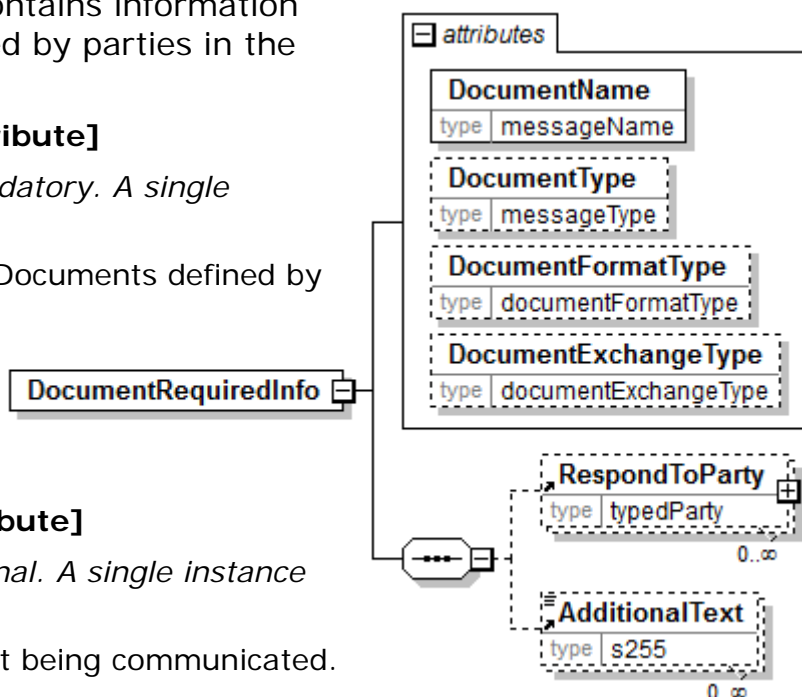 ontains information
ed by parties in the
ibute]
datory. A single
Documents defined by
bute]
nal. A single instance
t being communicated.
attributes
DocumentName
type messageName
DocumentType
type messageType
DocumentFormatType
type documentFormatType
DocumentExchangeType
type documentExchangeType
DocumentRequiredInfo
RespondToParty
type typedParty
0..∞
AdditionalText
type s255
0..∞